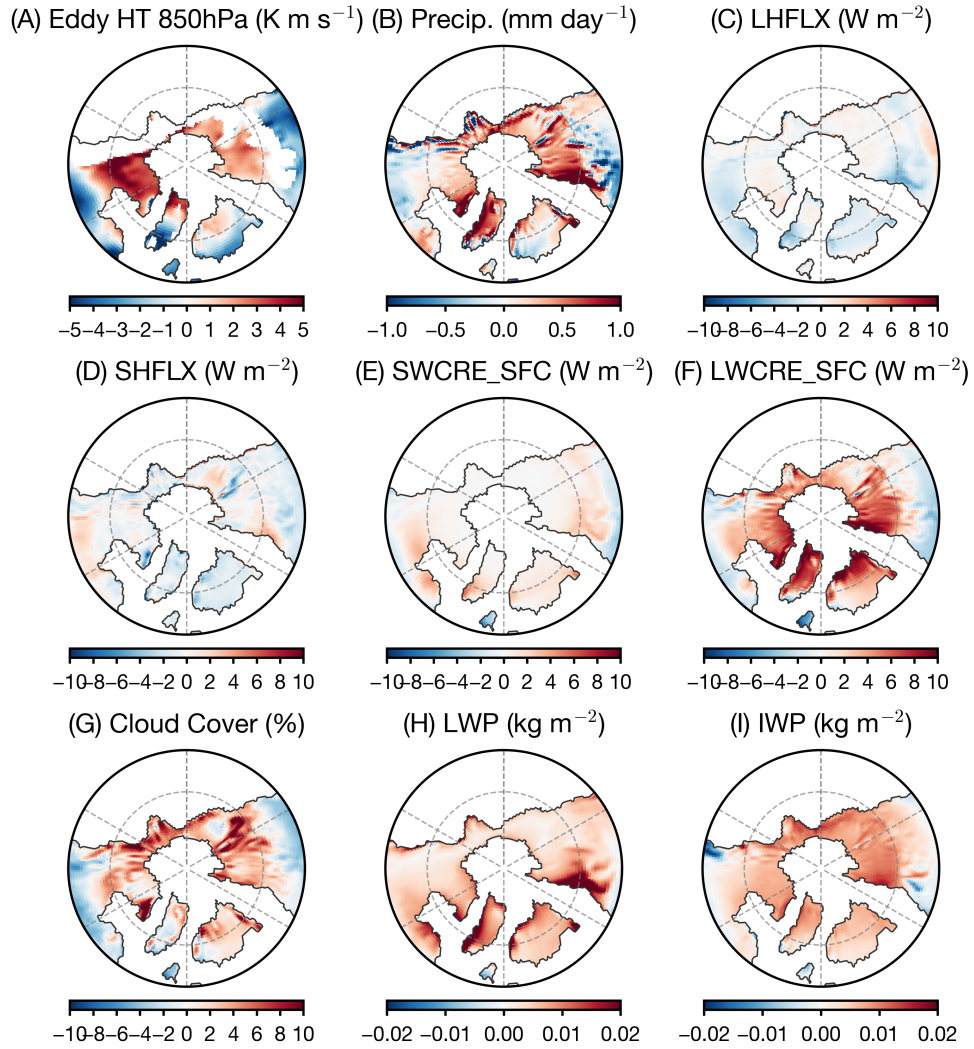 (A) Eddy HT 850hPa (K m s⁻¹) (B) Precip. (mm day⁻¹) (C) LHFLX (W m⁻²)
−5−4−3−2−1 0 1 2 3 4 5 −1.0 −0.5 0.0 0.5 1.0 −10−8−6−4−2 0 2 4 6 8 10
(D) SHFLX (W m⁻²) (E) SWCRE_SFC (W m⁻²) (F) LWCRE_SFC (W m⁻²)
−10−8−6−4−2 0 2 4 6 8 10 −10−8−6−4−2 0 2 4 6 8 10 −10−8−6−4−2 0 2 4 6 8 10
(G) Cloud Cover (%) (H) LWP (kg m⁻²) (I) IWP (kg m⁻²)
−10−8−6−4−2 0 2 4 6 8 10 −0.02 −0.01 0.00 0.01 0.02 −0.02 −0.01 0.00 0.01 0.02